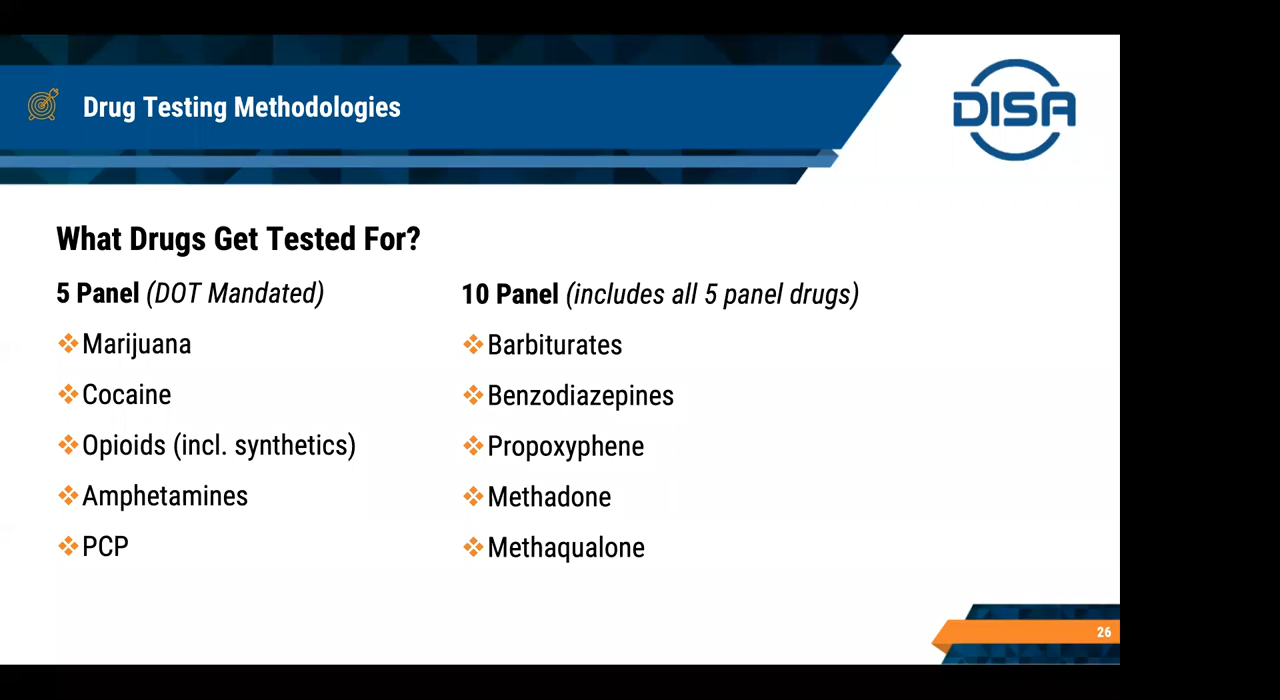 Drug Testing Methodologies
DISA
What Drugs Get Tested For?
5 Panel (DOT Mandated)
Marijuana
Cocaine
Opioids (incl. synthetics)
Amphetamines
PCP
10 Panel (includes all 5 panel drugs)
Barbiturates
Benzodiazepines
Propoxyphene
Methadone
Methaqualone
26